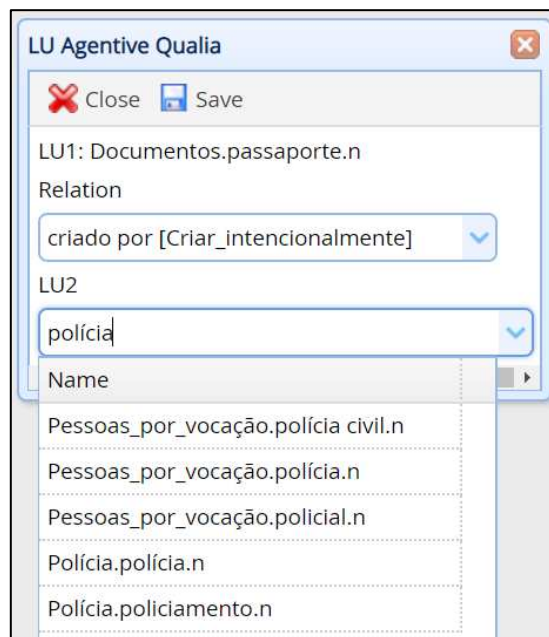 LU Agentive Qualia
Close Save
LU1: Documentos.passaporte.n
Relation
criado por [Criar_intencionalmente]
LU2
polícia
Name
Pessoas_por_vocação.polícia civil.n
Pessoas_por_vocação.polícia.n
Pessoas_por_vocação.policial.n
Polícia.polícia.n
Polícia.policiamento.n